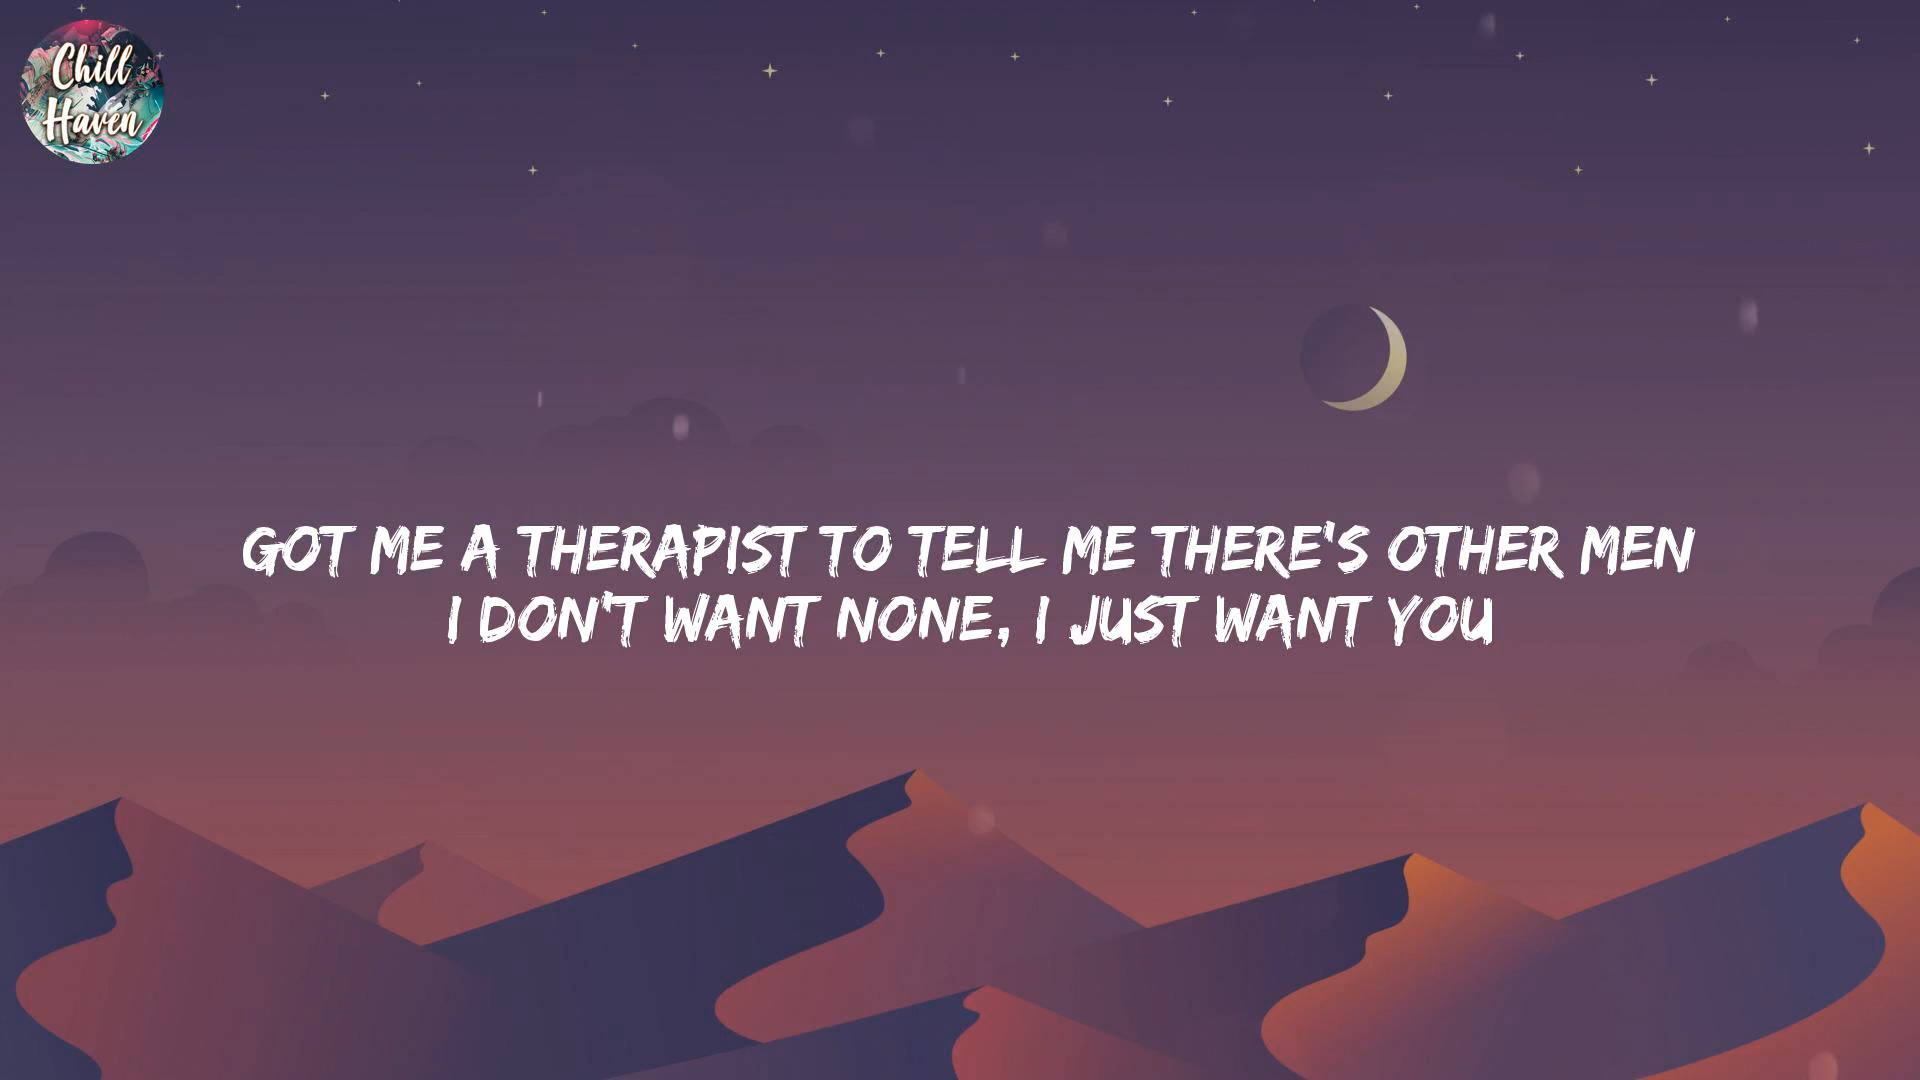 Chill
Haven
GOT ME A THERAPIST TO TELL ME THERE'S OTHER MEN
I DON'T WANT NONE, I JUST WANT YOU